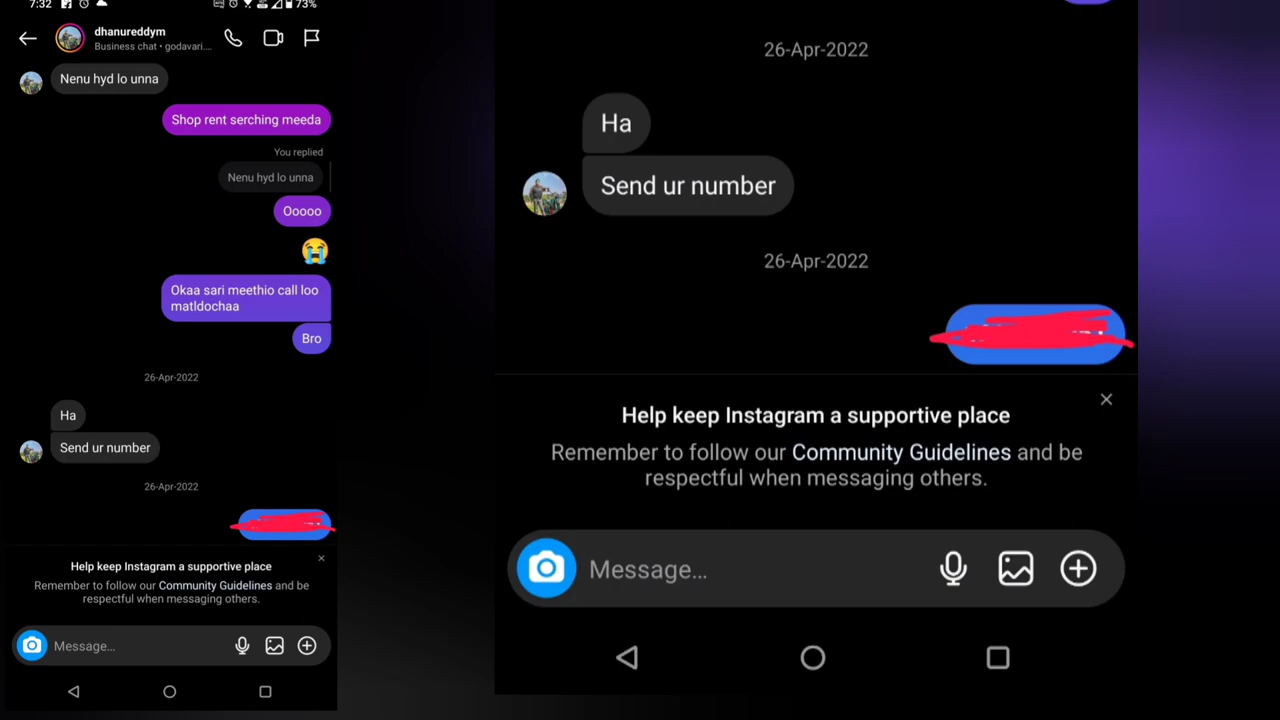 7:32
73%
dhanureddym
Business chat • godavari...
Nenu hyd lo unna
Shop rent serching meeda
You replied
Nenu hyd lo unna
Ooooo
😭
Okaa sari meethio call loo
matldochaa
Bro
26-Apr-2022
Ha
Send ur number
26-Apr-2022
Help keep Instagram a supportive place
Remember to follow our Community Guidelines and be
respectful when messaging others.
Message...
26-Apr-2022
Ha
Send ur number
26-Apr-2022
Help keep Instagram a supportive place
Remember to follow our Community Guidelines and be
respectful when messaging others.
Message...